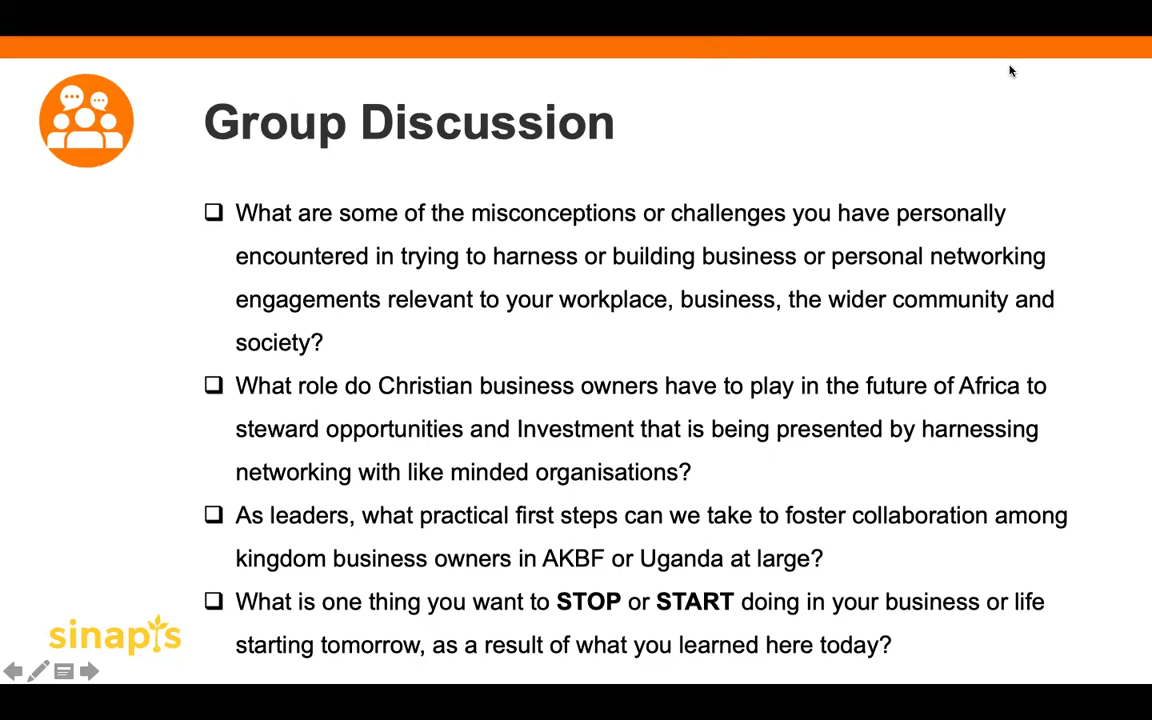 Group Discussion
What are some of the misconceptions or challenges you have personally
encountered in trying to harness or building business or personal networking
engagements relevant to your workplace, business, the wider community and
society?
What role do Christian business owners have to play in the future of Africa to
steward opportunities and Investment that is being presented by harnessing
networking with like minded organisations?
As leaders, what practical first steps can we take to foster collaboration among
kingdom business owners in AKBF or Uganda at large?
What is one thing you want to STOP or START doing in your business or life
starting tomorrow, as a result of what you learned here today?
sinapis